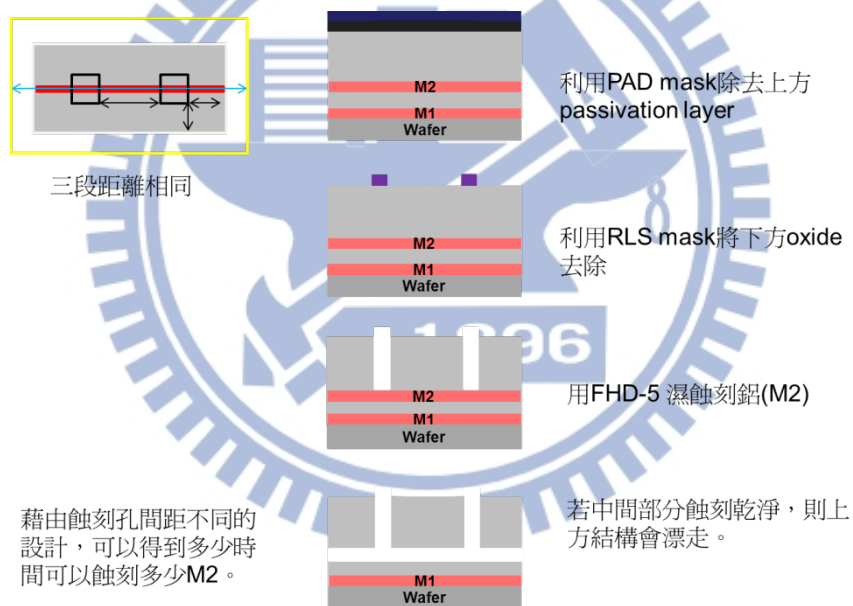 三段距離相同
M2
M1
Wafer
利用PAD mask除去上方
passivation layer
M2
M1
Wafer
利用RLS mask將下方oxide
去除
1896
M2
M1
Wafer
用FHD-5 濕蝕刻鋁(M2)
藉由蝕刻孔間距不同的
設計，可以得到多少時
間可以蝕刻多少M2。
M1
Wafer
若中間部分蝕刻乾淨，則上
方結構會漂走。